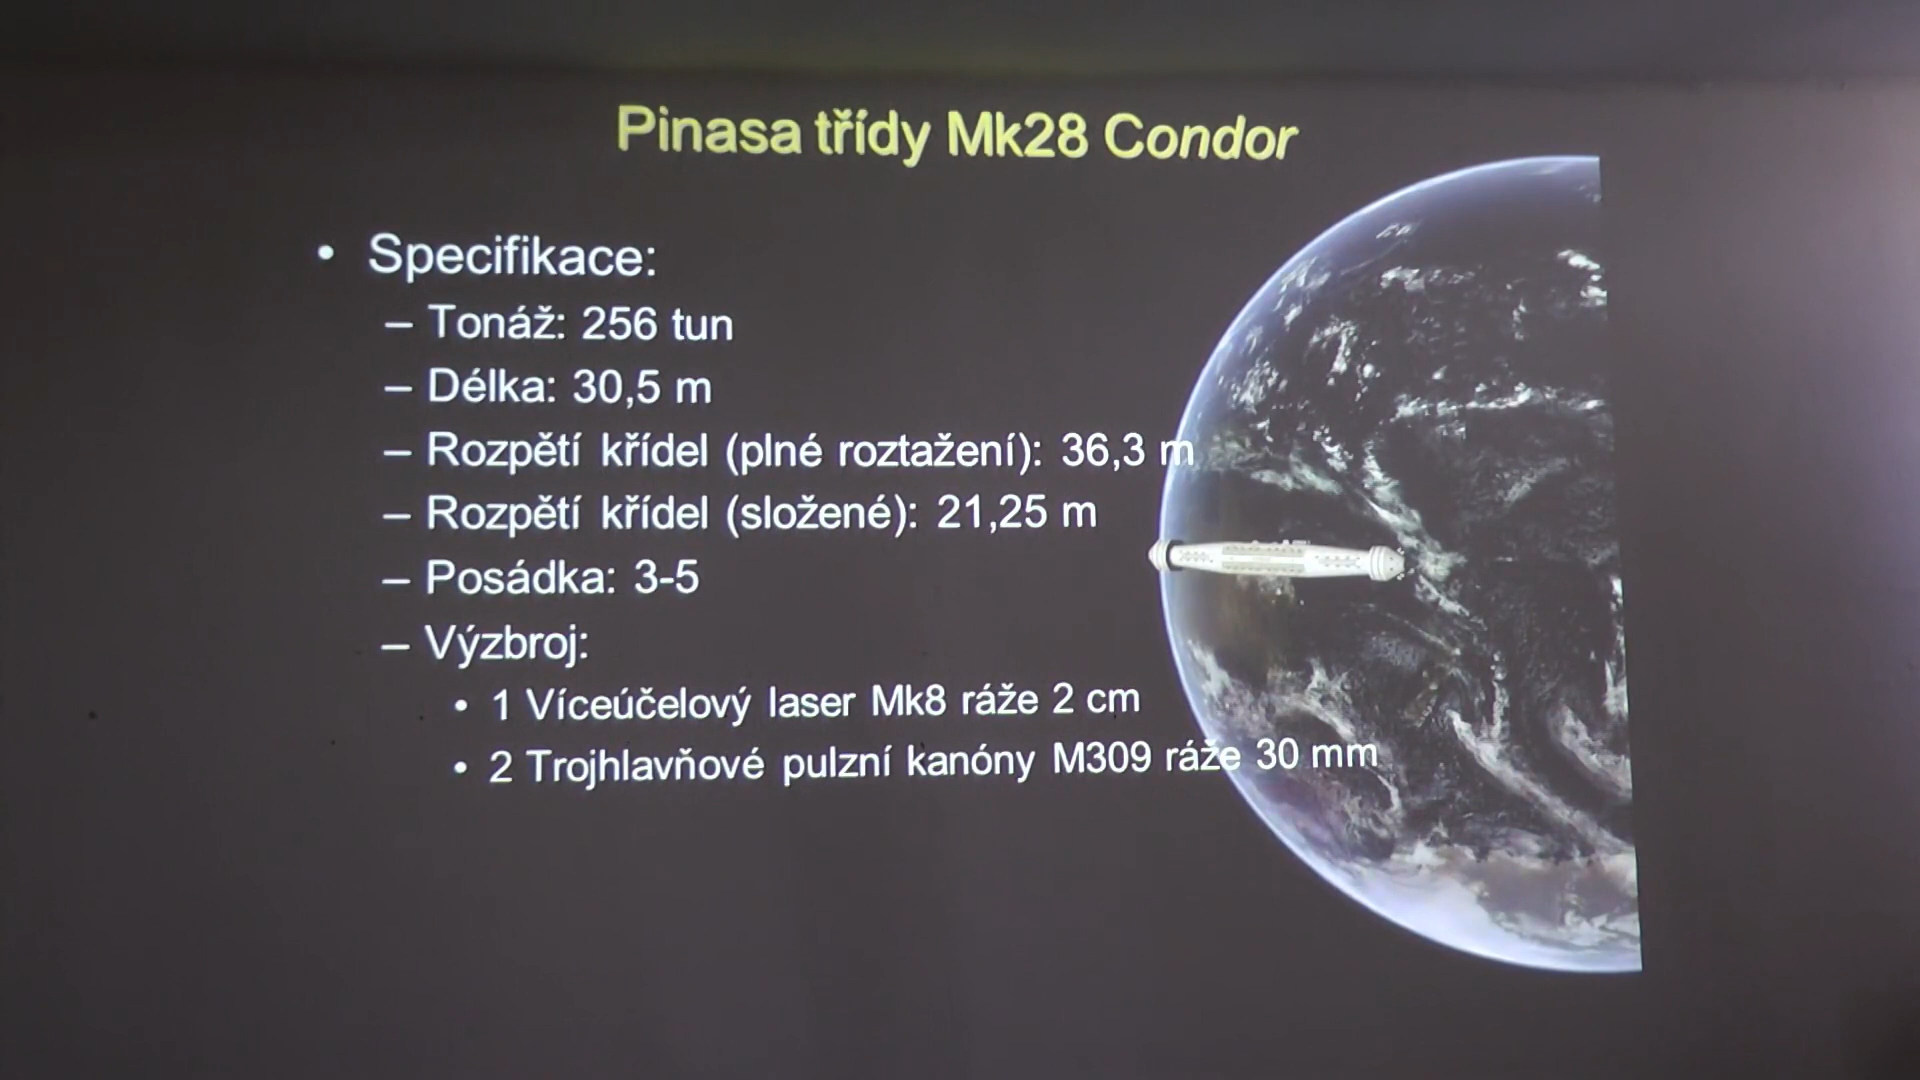 Pinasa třídy Mk28 Condor
• Specifikace:
– Tonáž: 256 tun
– Délka: 30,5 m
– Rozpětí křídel (plné roztažení): 36,3 m
– Rozpětí křídel (složené): 21,25 m
– Posádka: 3-5
– Výzbroj:
• 1 Víceúčelový laser Mk8 ráže 2 cm
• 2 Trojhlavňové pulzní kanóny M309 ráže 30 mm